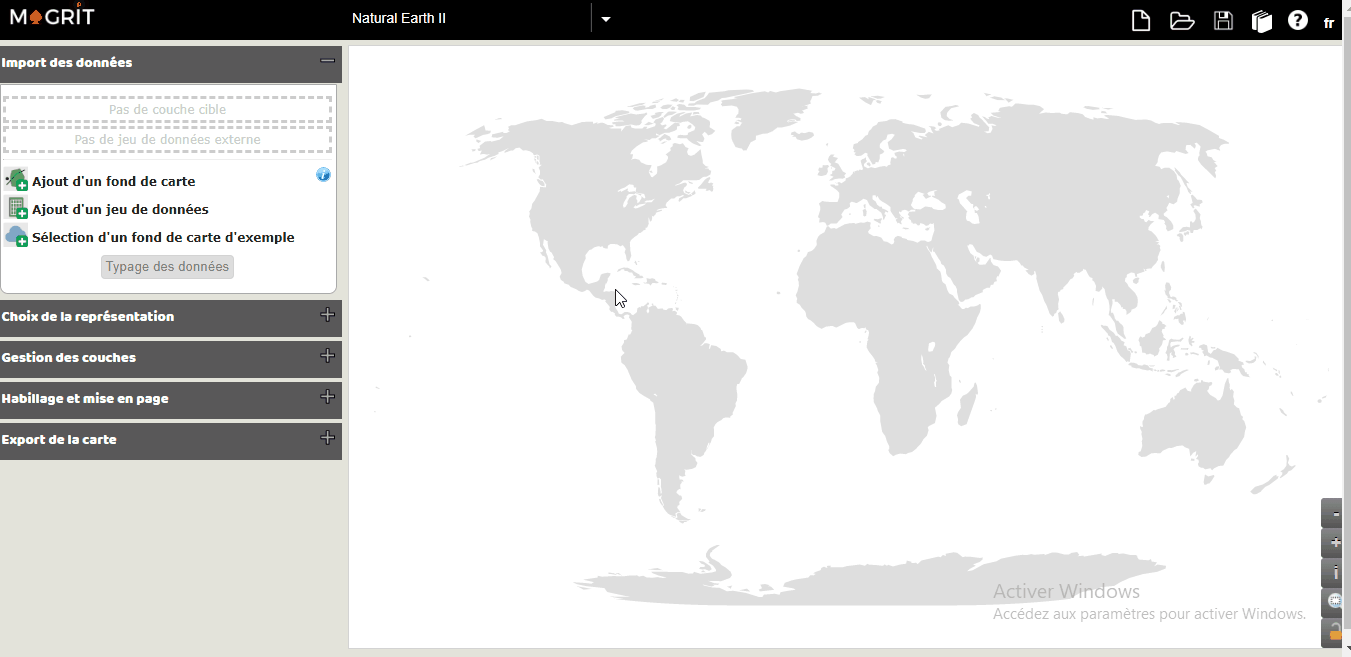 MAGRIT
Natural Earth II
fr
Import des données
Pas de couche cible
Pas de jeu de données externe
Ajout d'un fond de carte
Ajout d'un jeu de données
Sélection d'un fond de carte d'exemple
Typage des données
Choix de la représentation
Gestion des couches
Habillage et mise en page
Export de la carte
Activer Windows
Accédez aux paramètres pour activer Windows.